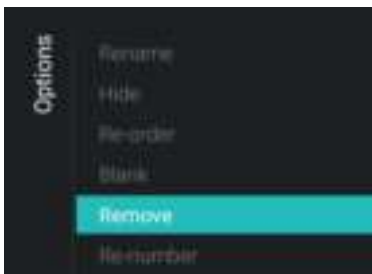 Options
Rename
Hide
Re-order
Blank
Remove
Re-number